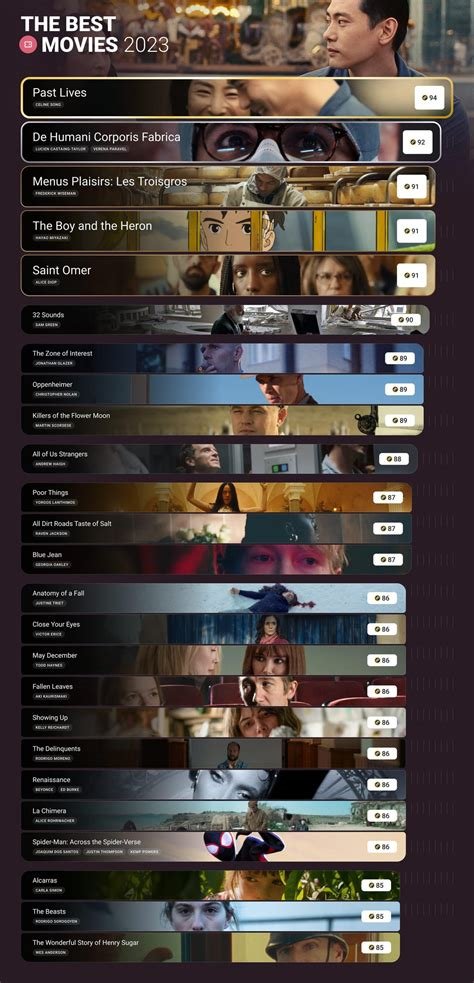 THE BEST
MOVIES 2023
Past Lives
CELINE SONG
94
De Humani Corporis Fabrica
LUCIEN CASTAING-TAYLOR VERENA PARAVEL
92
Menus Plaisirs: Les Troisgros
FREDERICK WISEMAN
91
The Boy and the Heron
HAYAO MIYAZAKI
91
Saint Omer
ALICE DIOP
91
32 Sounds
SAM GREEN
90
The Zone of Interest
JONATHAN GLAZER
89
Oppenheimer
CHRISTOPHER NOLAN
89
Killers of the Flower Moon
MARTIN SCORSESE
89
All of Us Strangers
ANDREW HAIGH
88
Poor Things
YORGOS LANTHIMOS
87
All Dirt Roads Taste of Salt
RAVEN JACKSON
87
Blue Jean
GEORGIA OAKLEY
87
Anatomy of a Fall
JUSTINE TRIET
86
Close Your Eyes
VICTOR ERICE
86
May December
TODD HAYNES
86
Fallen Leaves
AKI KAURISMAKI
86
Showing Up
KELLY REICHARDT
86
The Delinquents
RODRIGO MORENO
86
Renaissance
BEYONCE ED BURKE
86
La Chimera
ALICE ROHRWACHER
86
Spider-Man: Across the Spider-Verse
JOAQUIM DOS SANTOS JUSTIN THOMPSON KEMP POWERS
86
Alcarras
CARLA SIMON
85
The Beasts
RODRIGO SOROGOYEN
85
The Wonderful Story of Henry Sugar
WES ANDERSON
85